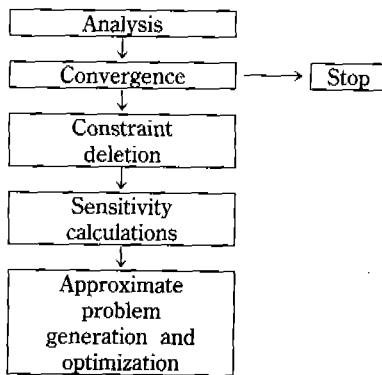 Analysis
Convergence
Stop
Constraint
deletion
Sensitivity
calculations
Approximate
problem
generation and
optimization